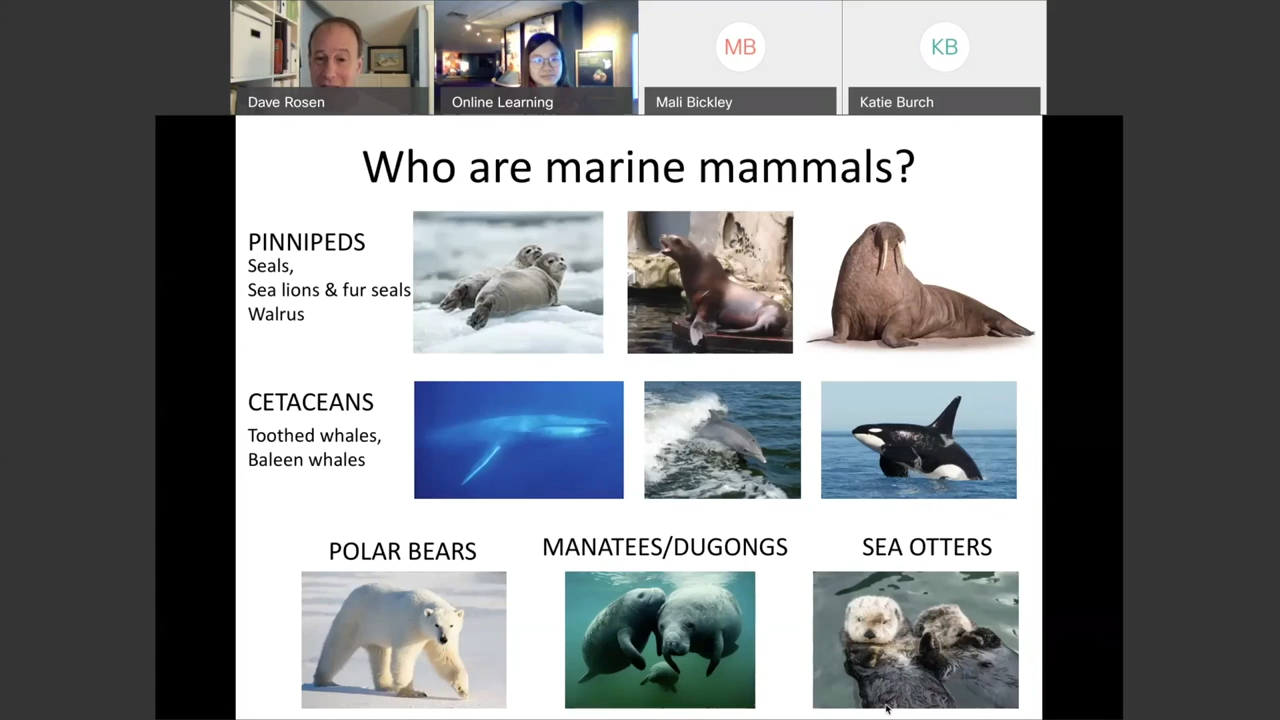 Dave Rosen
Online Learning
MB
Mali Bickley
KB
Katie Burch
Who are marine mammals?
PINNIPEDS
Seals,
Sea lions & fur seals
Walrus
CETACEANS
Toothed whales,
Baleen whales
POLAR BEARS
MANATEES/DUGONGS
SEA OTTERS